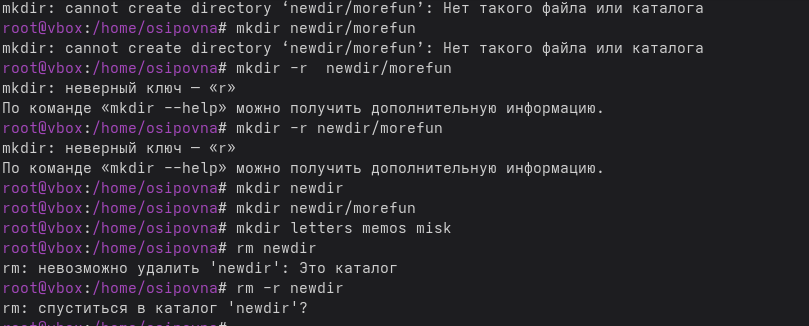 mkdir: cannot create directory ‘newdir/morefun’: Нет такого файла или каталога
root@vbox:/home/osipovna# mkdir newdir/morefun
mkdir: cannot create directory ‘newdir/morefun’: Нет такого файла или каталога
root@vbox:/home/osipovna# mkdir -r  newdir/morefun
mkdir: неверный ключ — «r»
По команде «mkdir --help» можно получить дополнительную информацию.
root@vbox:/home/osipovna# mkdir -r newdir/morefun
mkdir: неверный ключ — «r»
По команде «mkdir --help» можно получить дополнительную информацию.
root@vbox:/home/osipovna# mkdir newdir
root@vbox:/home/osipovna# mkdir newdir/morefun
root@vbox:/home/osipovna# mkdir letters memos misk
root@vbox:/home/osipovna# rm newdir
rm: невозможно удалить 'newdir': Это каталог
root@vbox:/home/osipovna# rm -r newdir
rm: спуститься в каталог 'newdir'?
root@vbox:/home/osipovna#